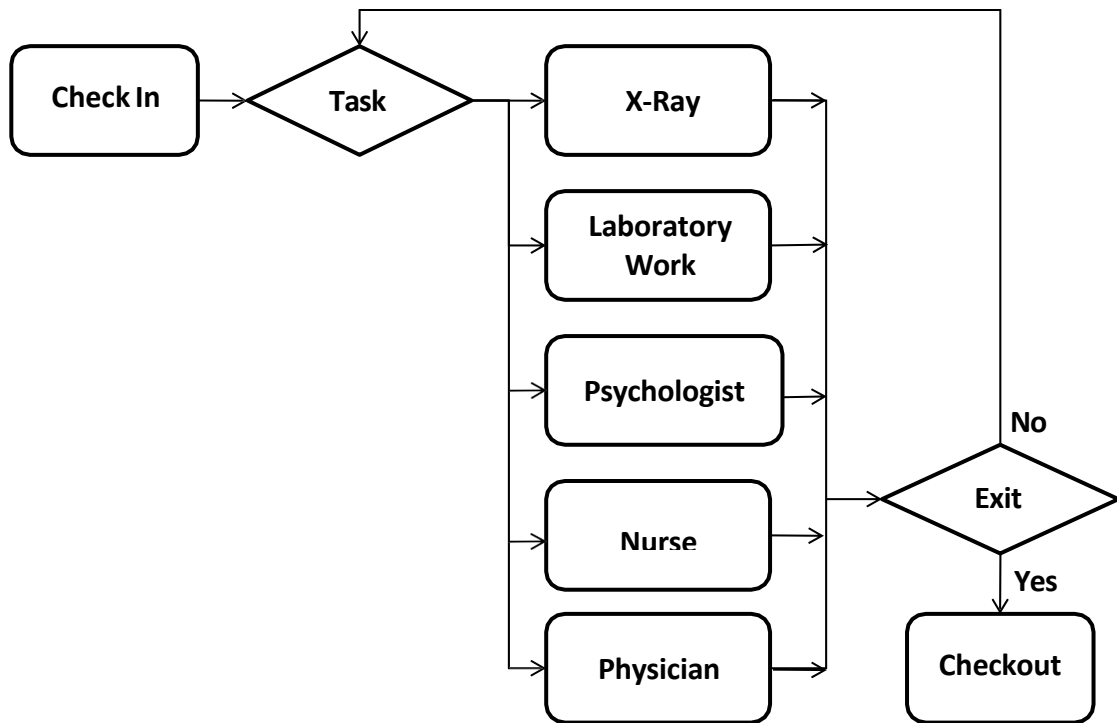 Check In
Task
X-Ray
Laboratory
Work
Psychologist
Nurse
Physician
No
Exit
Yes
Checkout